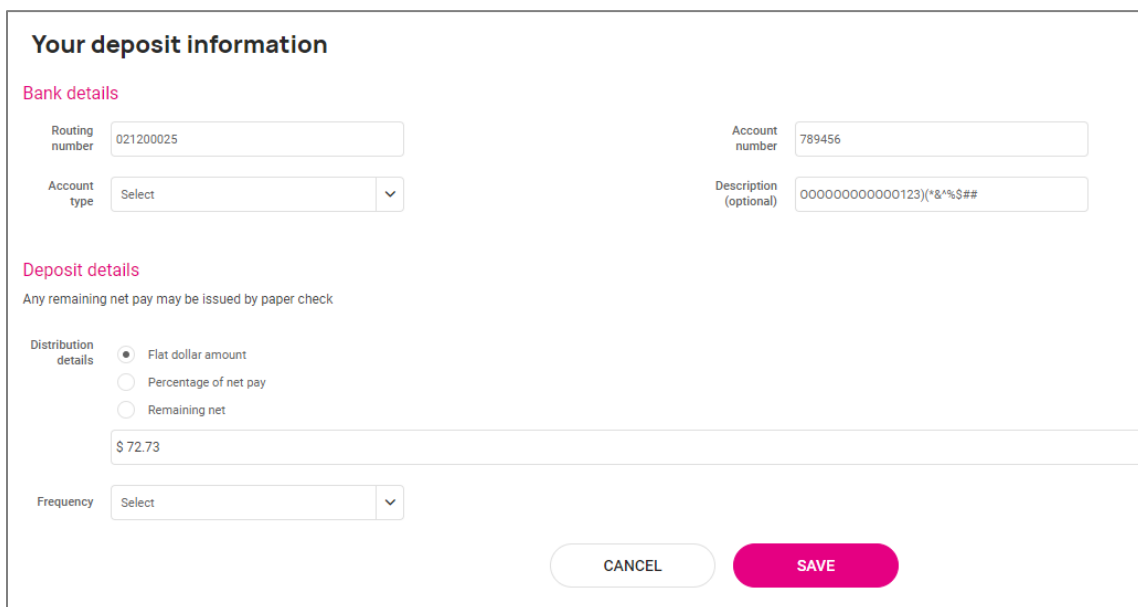 Your deposit information
Bank details
Routing number
021200025
Account number
789456
Account type
Select
Description (optional)
OOOOOOOOOOOOO123)(*&^%$##
Deposit details
Any remaining net pay may be issued by paper check
Distribution details
Flat dollar amount
Percentage of net pay
Remaining net
$ 72.73
Frequency
Select
CANCEL
SAVE